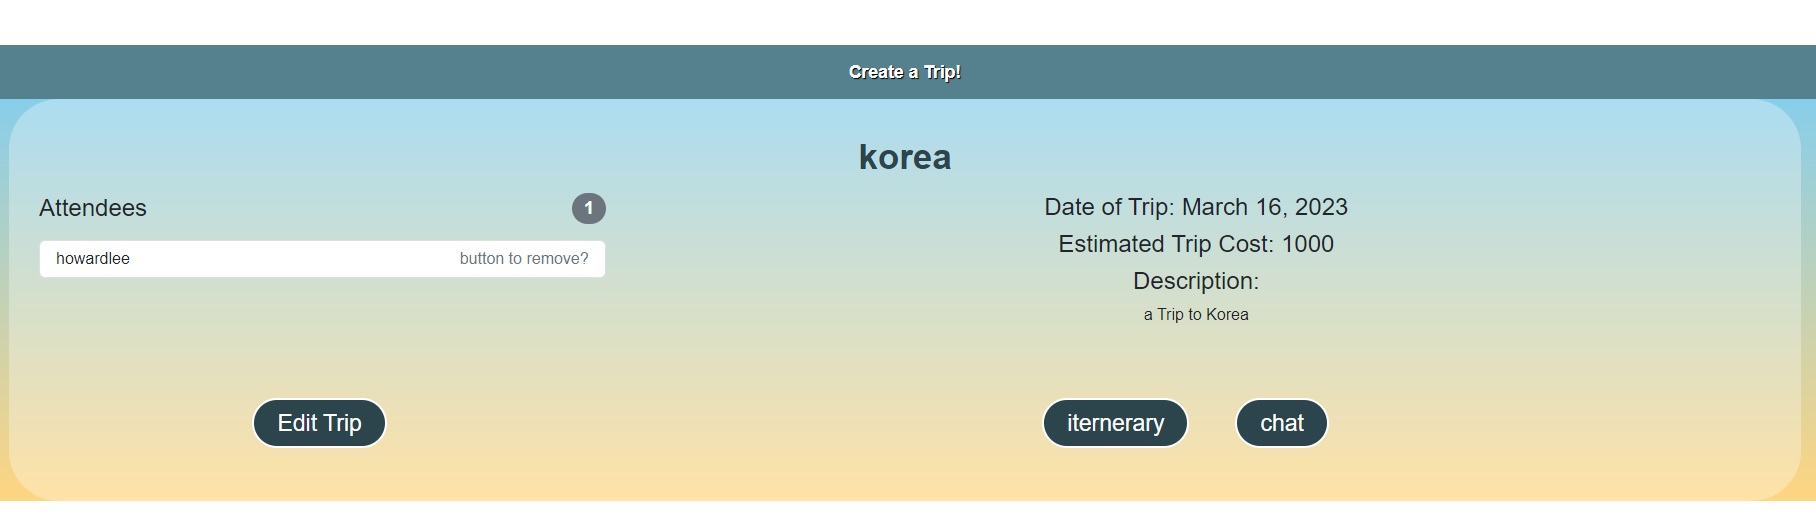 Create a Trip!
korea
Attendees 1
howardlee button to remove?
Date of Trip: March 16, 2023
Estimated Trip Cost: 1000
Description:
a Trip to Korea
Edit Trip
iternerary chat